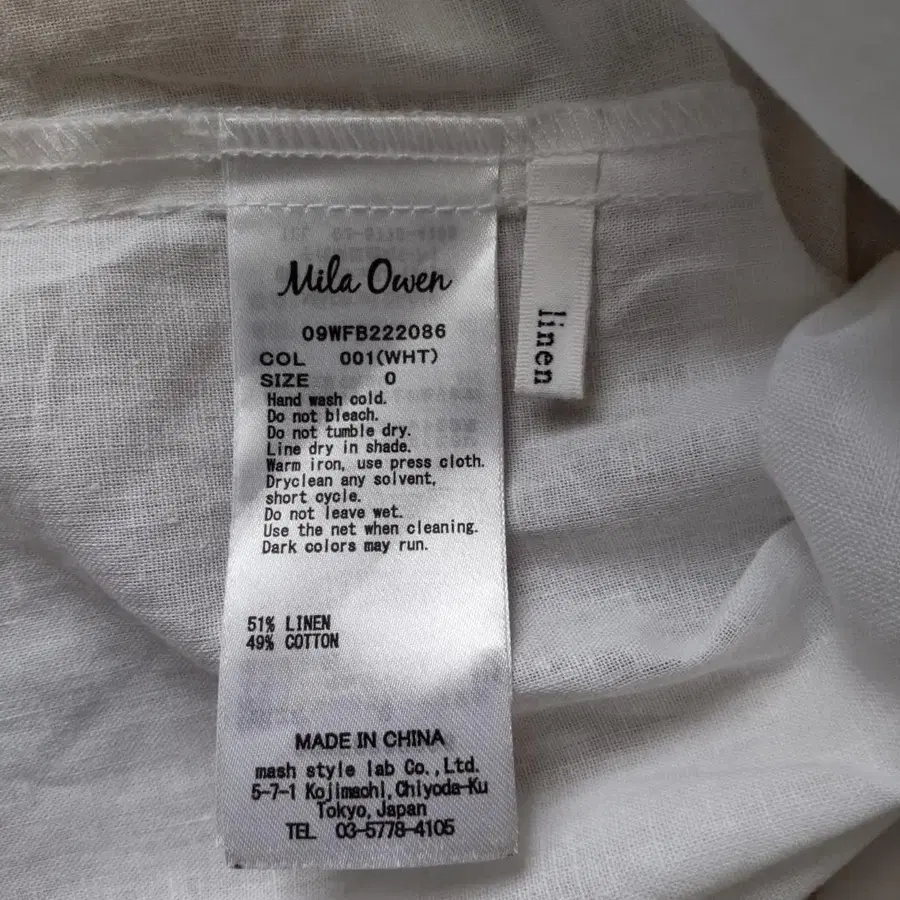 Mila Owen
09WFB222086
COL 001(WHT)
SIZE 0
Hand wash cold.
Do not bleach.
Do not tumble dry.
Line dry in shade.
Warm iron, use press cloth.
Dryclean any solvent,
short cycle.
Do not leave wet.
Use the net when cleaning.
Dark colors may run.
51% LINEN
49% COTTON
MADE IN CHINA
mash style lab Co.,Ltd.
5-7-1 Kojimachi,Chiyoda-Ku
Tokyo,Japan
TEL 03-5778-4105
linen